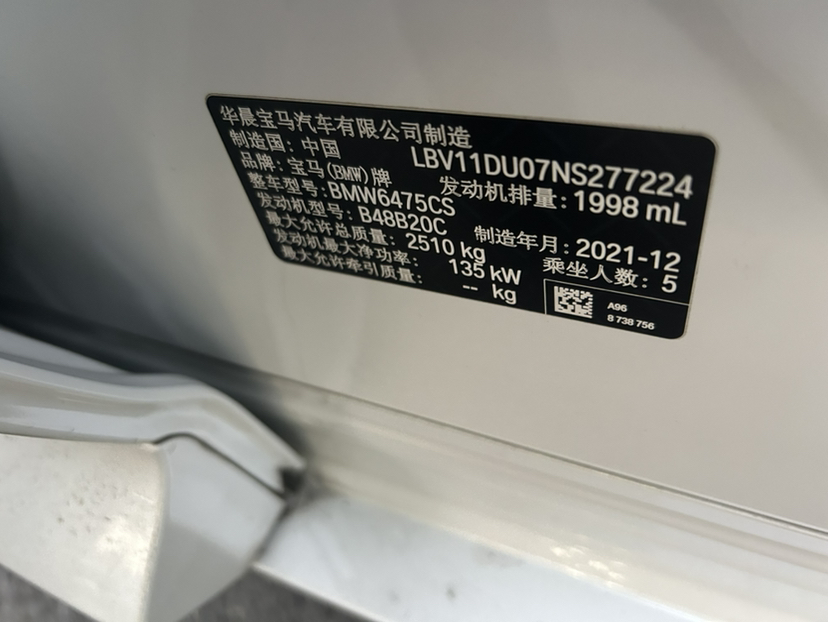 华晨宝马汽车有限公司制造
制造国: 中国 LBV11DU07NS277224
品牌: 宝马(BMW)牌 发动机排量: 1998 mL
整车型号: BMW6475CS
发动机型号: B48B20C 制造年月: 2021-12
最大允许总质量: 2510 kg 乘坐人数: 5
发动机最大净功率: 135 kW
最大允许牵引质量: -- kg
A96
8 738 756